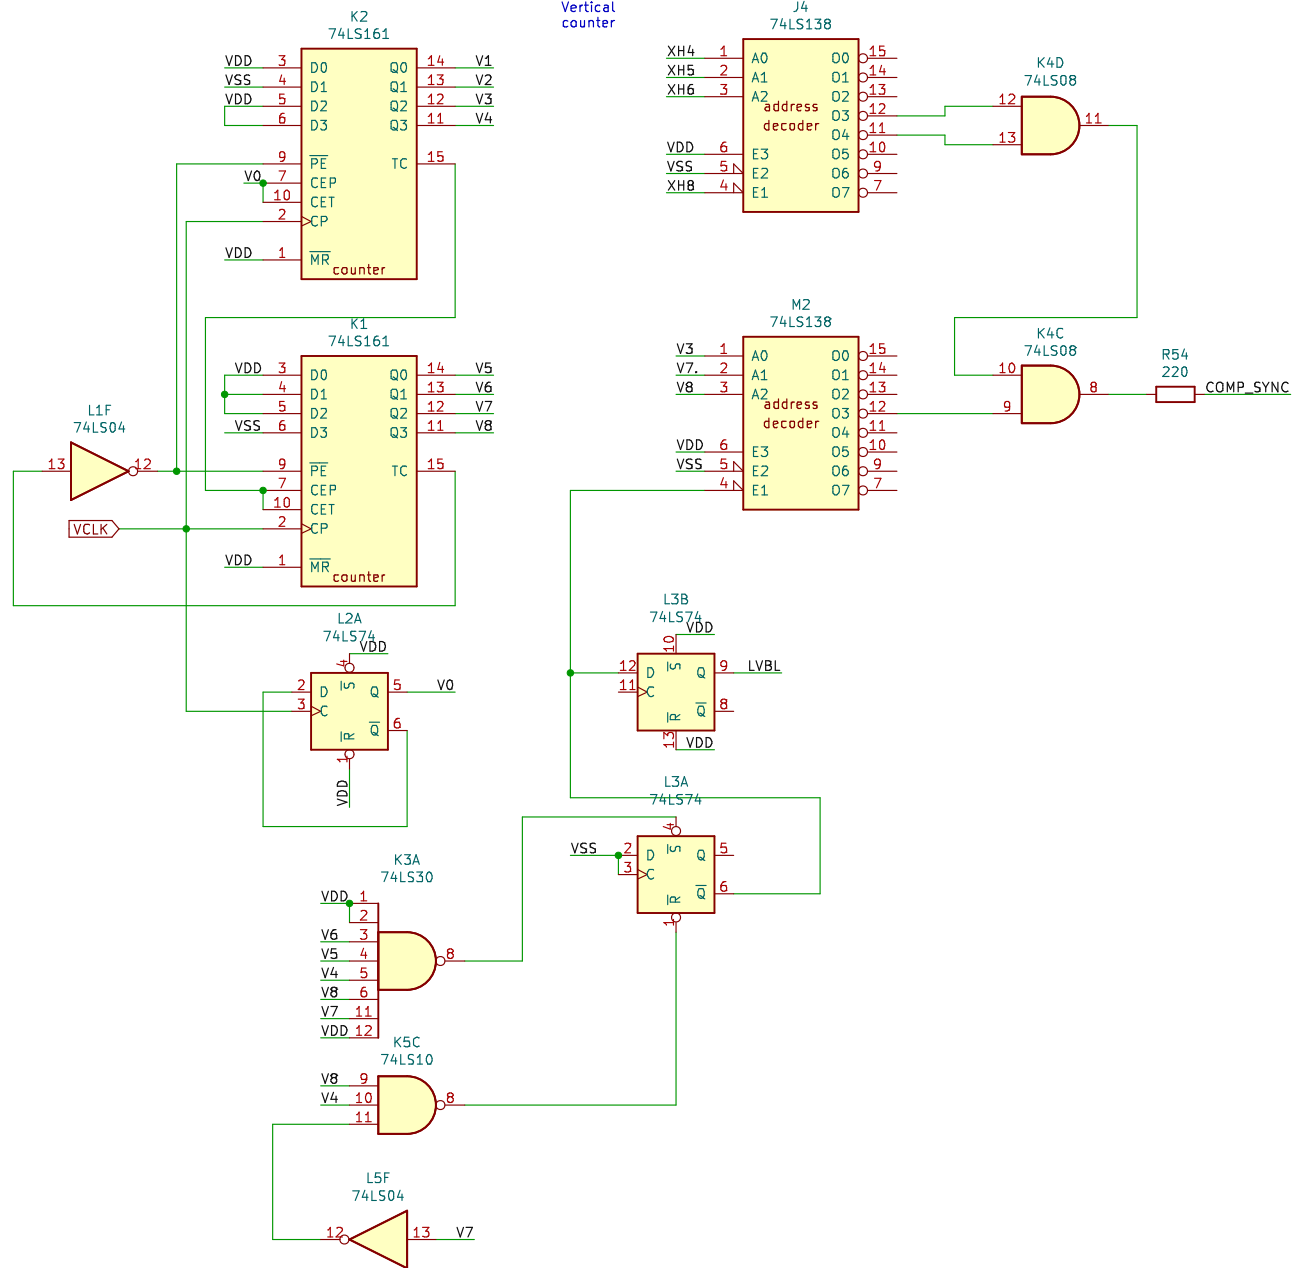 Vertical
counter
K2
74LS161
VDD 3 D0 Q0 14 V1
VSS 4 D1 Q1 13 V2
VDD 5 D2 Q2 12 V3
6 D3 Q3 11 V4
9 PE TC 15
V0 7 CEP
10 CET
2 CP
VDD 1 MR
counter
K1
74LS161
VDD 3 D0 Q0 14 V5
4 D1 Q1 13 V6
5 D2 Q2 12 V7
VSS 6 D3 Q3 11 V8
9 PE TC 15
7 CEP
10 CET
2 CP
VDD 1 MR
counter
L1F
74LS04
13 12
VCLK
L2A
74LS74
VDD
4
S
2 D Q 5 V0
3 C
Q 6
R
1
VDD
K3A
74LS30
VDD 1
2
V6 3
V5 4
V4 5
V8 6
V7 11
VDD 12
8
K5C
74LS10
V8 9
V4 10
11
8
L5F
74LS04
12 13 V7
J4
74LS138
XH4 1 A0 O0 15
XH5 2 A1 O1 14
XH6 3 A2 O2 13
address
decoder
O3 12
O4 11
VDD 6 E3 O5 10
VSS 5 E2 O6 9
XH8 4 E1 O7 7
K4D
74LS08
12
13
11
M2
74LS138
V3 1 A0 O0 15
V7. 2 A1 O1 14
V8 3 A2 O2 13
address
decoder
O3 12
O4 11
VDD 6 E3 O5 10
VSS 5 E2 O6 9
4 E1 O7 7
K4C
74LS08
10
9
8
R54
220
COMP_SYNC
L3B
74LS74
VDD
10
S
12 D Q 9 LVBL
11 C
Q 8
R
13
VDD
L3A
74LS74
4
S
VSS 2 D Q 5
3 C
Q 6
R
1